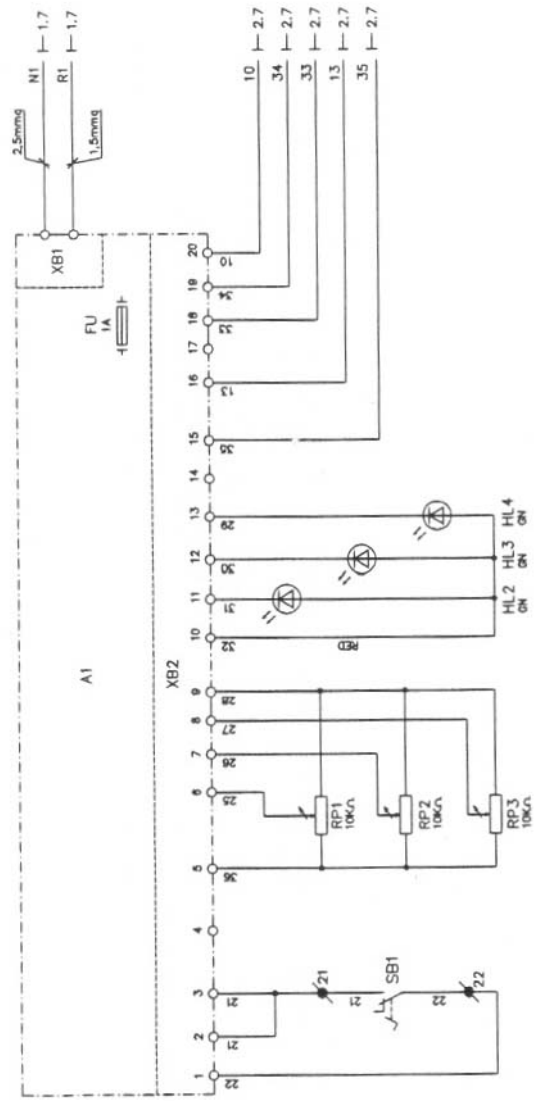 2,5mmq
N1 1.7
R1 1.7
1,5mmq
XB1
FU
1A
A1
XB2
10 2.7
34 2.7
33 2.7
13 2.7
35 2.7
20
10
19
34
18
33
17
16
13
15
35
14
13
29
12
30
11
31
10
32
RED
HL4
GN
HL3
GN
HL2
GN
9
28
8
27
7
26
6
25
5
36
RP1
10KΩ
RP2
10KΩ
RP3
10KΩ
4
3
21
2
21
1
22
21
21
SB1
22
22